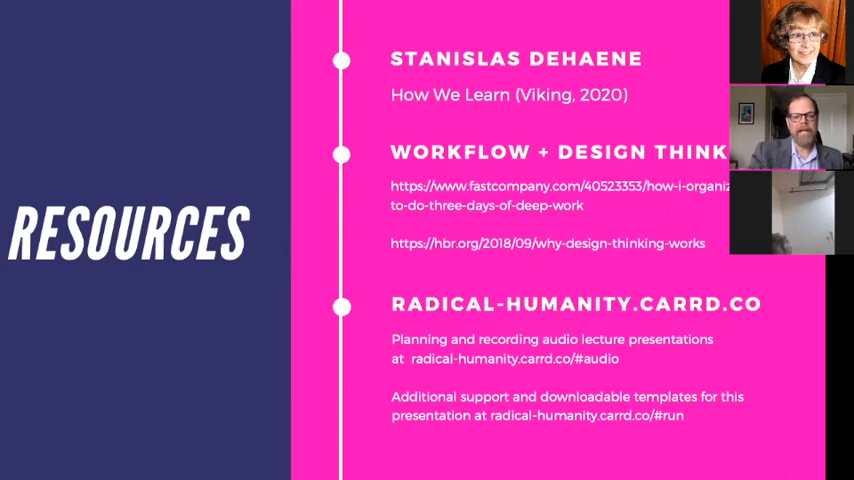 RESOURCES
STANISLAS DEHAENE
How We Learn (Viking, 2020)
WORKFLOW + DESIGN THINK
https://www.fastcompany.com/40523353/how-i-organiz
to-do-three-days-of-deep-work
https://hbr.org/2018/09/why-design-thinking-works
RADICAL-HUMANITY.CARRD.CO
Planning and recording audio lecture presentations
at radical-humanity.carrd.co/#audio
Additional support and downloadable templates for this
presentation at radical-humanity.carrd.co/#run